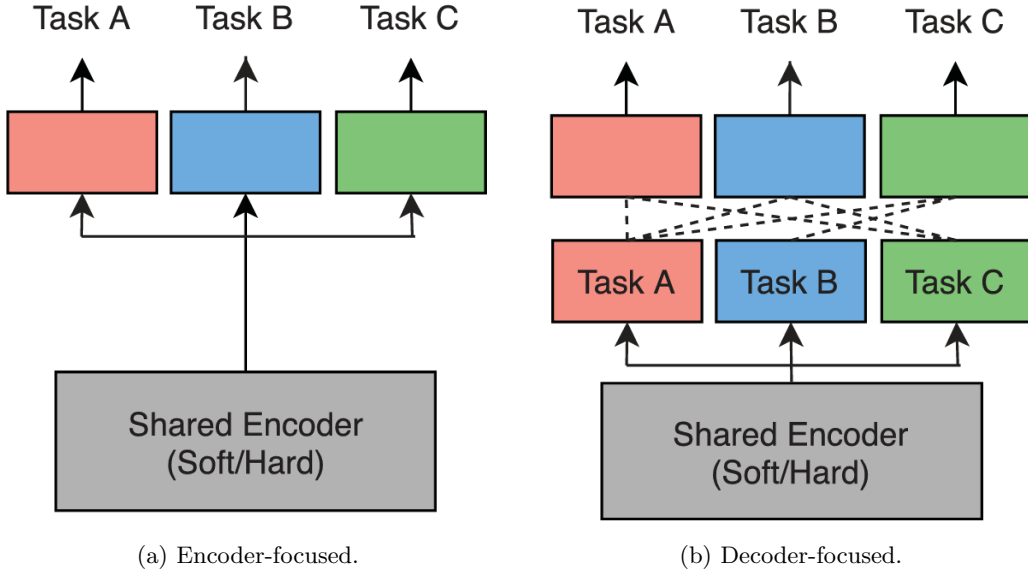 Task A Task B Task C
Shared Encoder
(Soft/Hard)
(a) Encoder-focused.
Task A Task B Task C
Task A Task B Task C
Shared Encoder
(Soft/Hard)
(b) Decoder-focused.